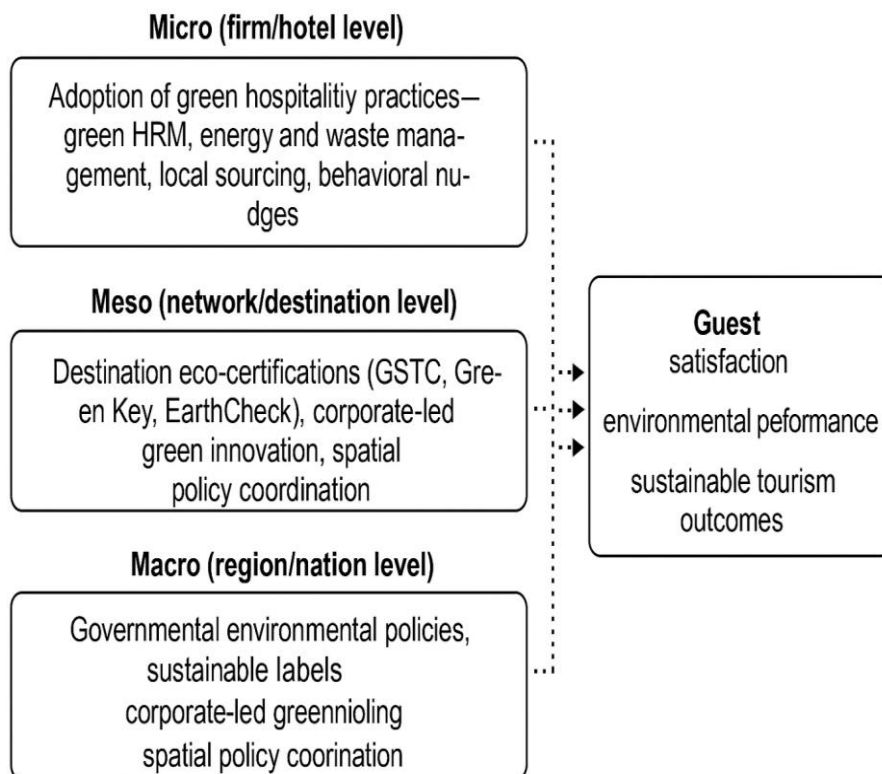 Micro (firm/hotel level)
Adoption of green hospitalitiy practices—
green HRM, energy and waste mana-
gement, local sourcing, behavioral nu-
dges
Meso (network/destination level)
Destination eco-certifications (GSTC, Gre-
en Key, EarthCheck), corporate-led
green innovation, spatial
policy coordination
Macro (region/nation level)
Governmental environmental policies,
sustainable labels
corporate-led greennioling
spatial policy coorination
Guest
satisfaction
environmental peformance
sustainable tourism
outcomes